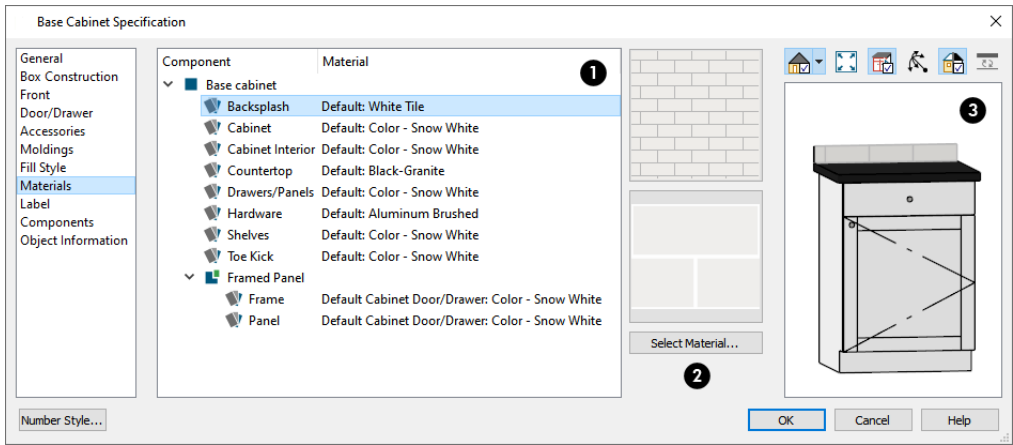 Base Cabinet Specification
General
Box Construction
Front
Door/Drawer
Accessories
Moldings
Fill Style
Materials
Label
Components
Object Information
Component Material
1
Base cabinet
Backsplash Default: White Tile
Cabinet Default: Color - Snow White
Cabinet Interior Default: Color - Snow White
Countertop Default: Black-Granite
Drawers/Panels Default: Color - Snow White
Hardware Default: Aluminum Brushed
Shelves Default: Color - Snow White
Toe Kick Default: Color - Snow White
Framed Panel
Frame Default Cabinet Door/Drawer: Color - Snow White
Panel Default Cabinet Door/Drawer: Color - Snow White
Select Material...
2
3
Number Style...
OK
Cancel
Help